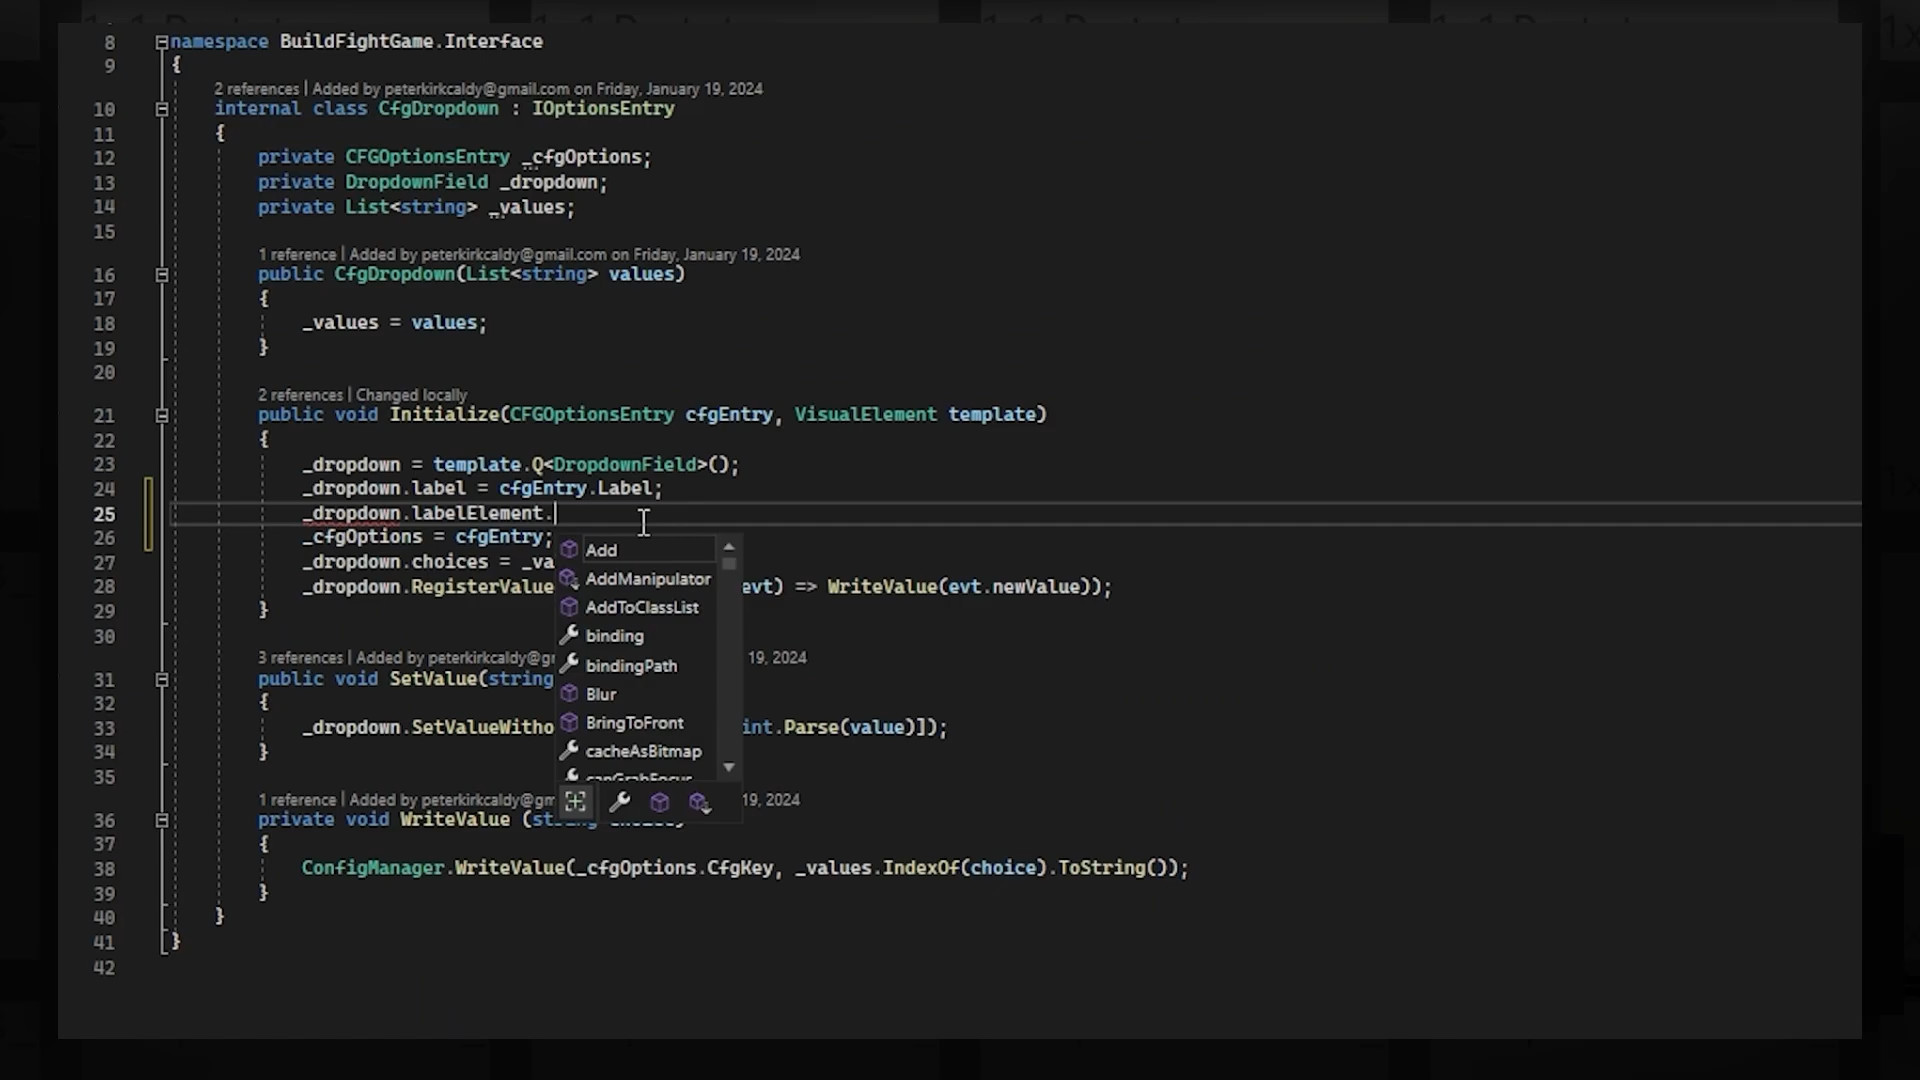 8 namespace BuildFightGame.Interface
9 {
2 references | Added by peterkirkcaldy@gmail.com on Friday, January 19, 2024
10 internal class CfgDropdown : IOptionsEntry
11 {
12 private CFGOptionsEntry _cfgOptions;
13 private DropdownField _dropdown;
14 private List<string> _values;
15
1 reference | Added by peterkirkcaldy@gmail.com on Friday, January 19, 2024
16 public CfgDropdown(List<string> values)
17 {
18 _values = values;
19 }
20
2 references | Changed locally
21 public void Initialize(CFGOptionsEntry cfgEntry, VisualElement template)
22 {
23 _dropdown = template.Q<DropdownField>();
24 _dropdown.label = cfgEntry.Label;
25 _dropdown.labelElement.
26 _cfgOptions = cfgEntry;
27 _dropdown.choices = _va
28 _dropdown.RegisterValue evt) => WriteValue(evt.newValue));
29 }
30
3 references | Added by peterkirkcaldy@g 19, 2024
31 public void SetValue(string
32 {
33 _dropdown.SetValueWitho int.Parse(value)]);
34 }
35
1 reference | Added by peterkirkcaldy@g 19, 2024
36 private void WriteValue (
37 {
38 ConfigManager.WriteValue(_cfgOptions.CfgKey, _values.IndexOf(choice).ToString());
39 }
40 }
41 }
42
Add
AddManipulator
AddToClassList
binding
bindingPath
Blur
BringToFront
cacheAsBitmap